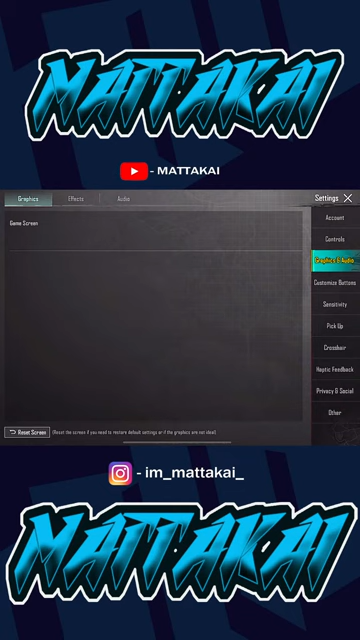 MATTAKAI
- MATTAKAI
Graphics Effects Audio Settings
Game Screen
Account
Controls
Graphics & Audio
Customize Buttons
Sensitivity
Pick Up
Crosshair
Haptic Feedback
Privacy & Social
Other
Reset Screen (Reset the screen if you need to restore default settings or if the graphics are not ideal)
- im_mattakai_
MATTAKAI